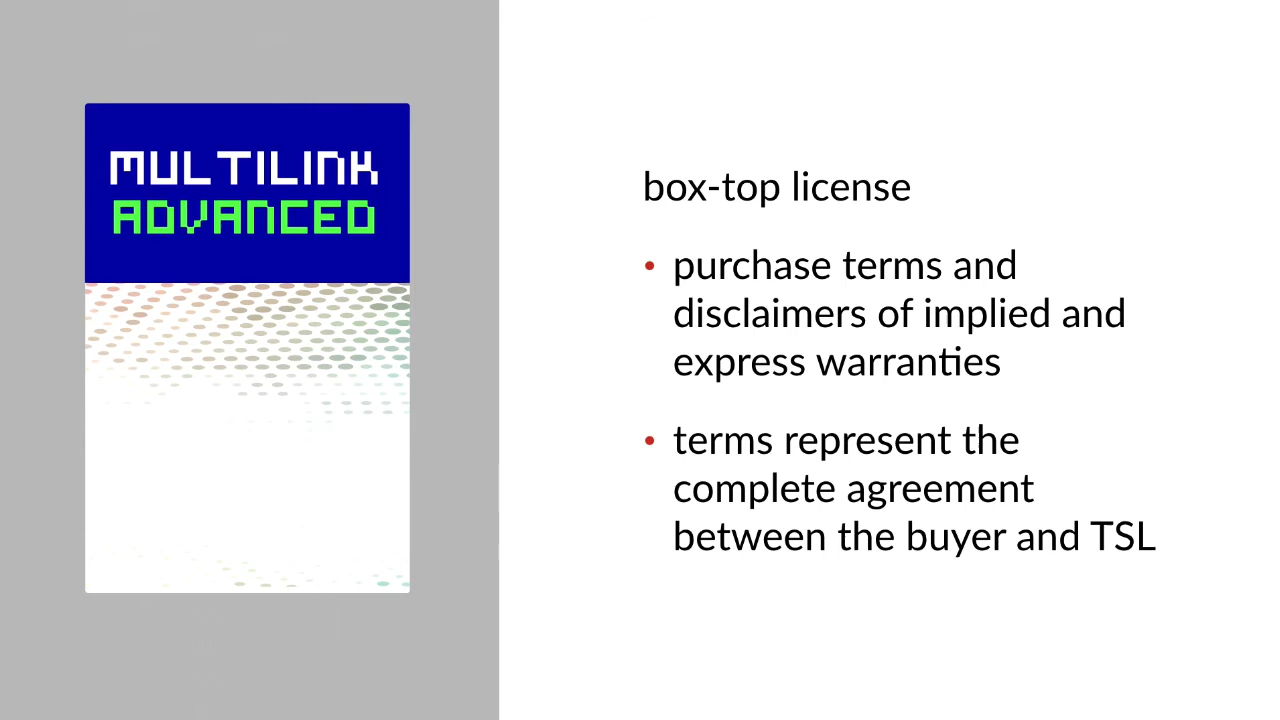 MULTILINK
ADVANCED
box-top license
• purchase terms and
disclaimers of implied and
express warranties
• terms represent the
complete agreement
between the buyer and TSL